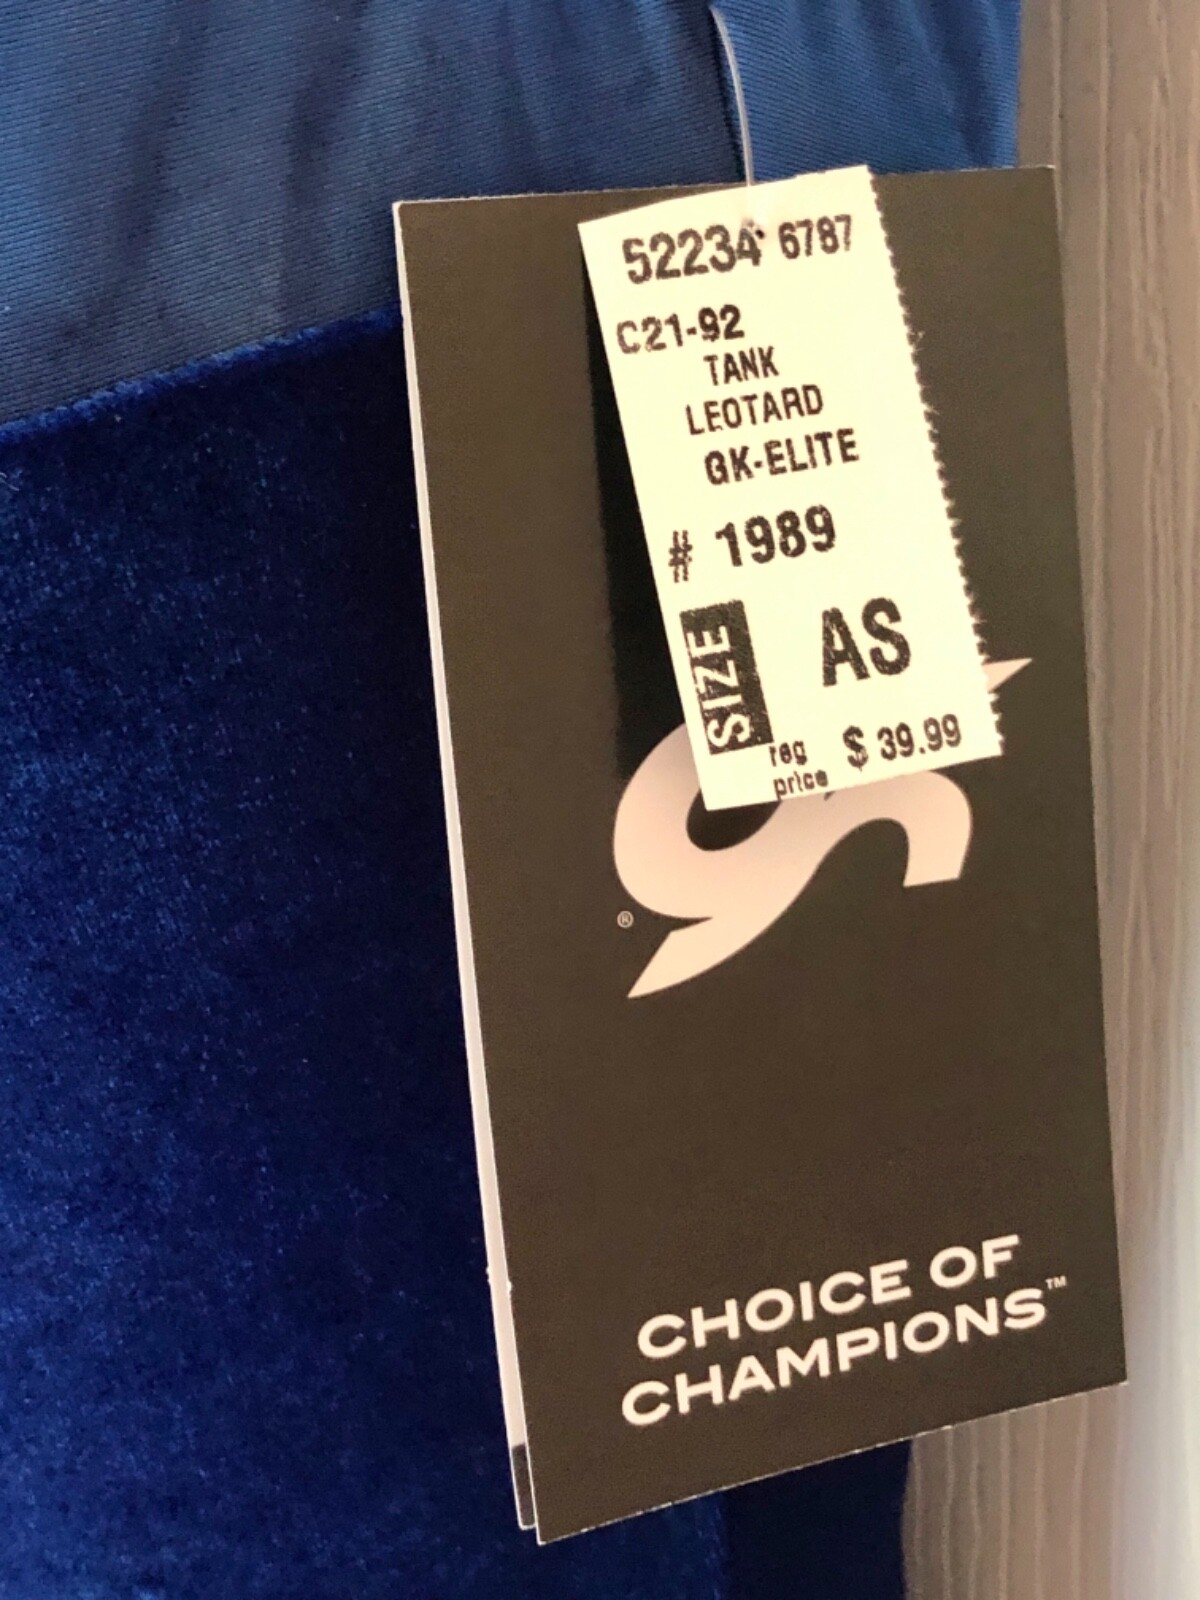 52234 6787
C21-92
TANK
LEOTARD
GK-ELITE
# 1989
SIZE AS
reg price $ 39.99
®
CHOICE OF
CHAMPIONS™